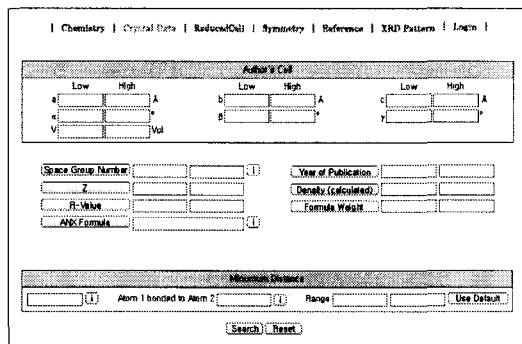 | Chemistry | Crystal Data | ReducedCell | Symmetry | Reference | XRD Pattern | Login |
Author's Cell
Low High Low High Low High
a Å b Å c Å
α ° β ° γ °
V Vol
Space Group Number i Year of Publication
Z Density (calculated)
R-Value Formula Weight
ANX Formula i
Minimum Distance
i Atom 1 bonded to Atom 2 i Range Use Default
Search Reset